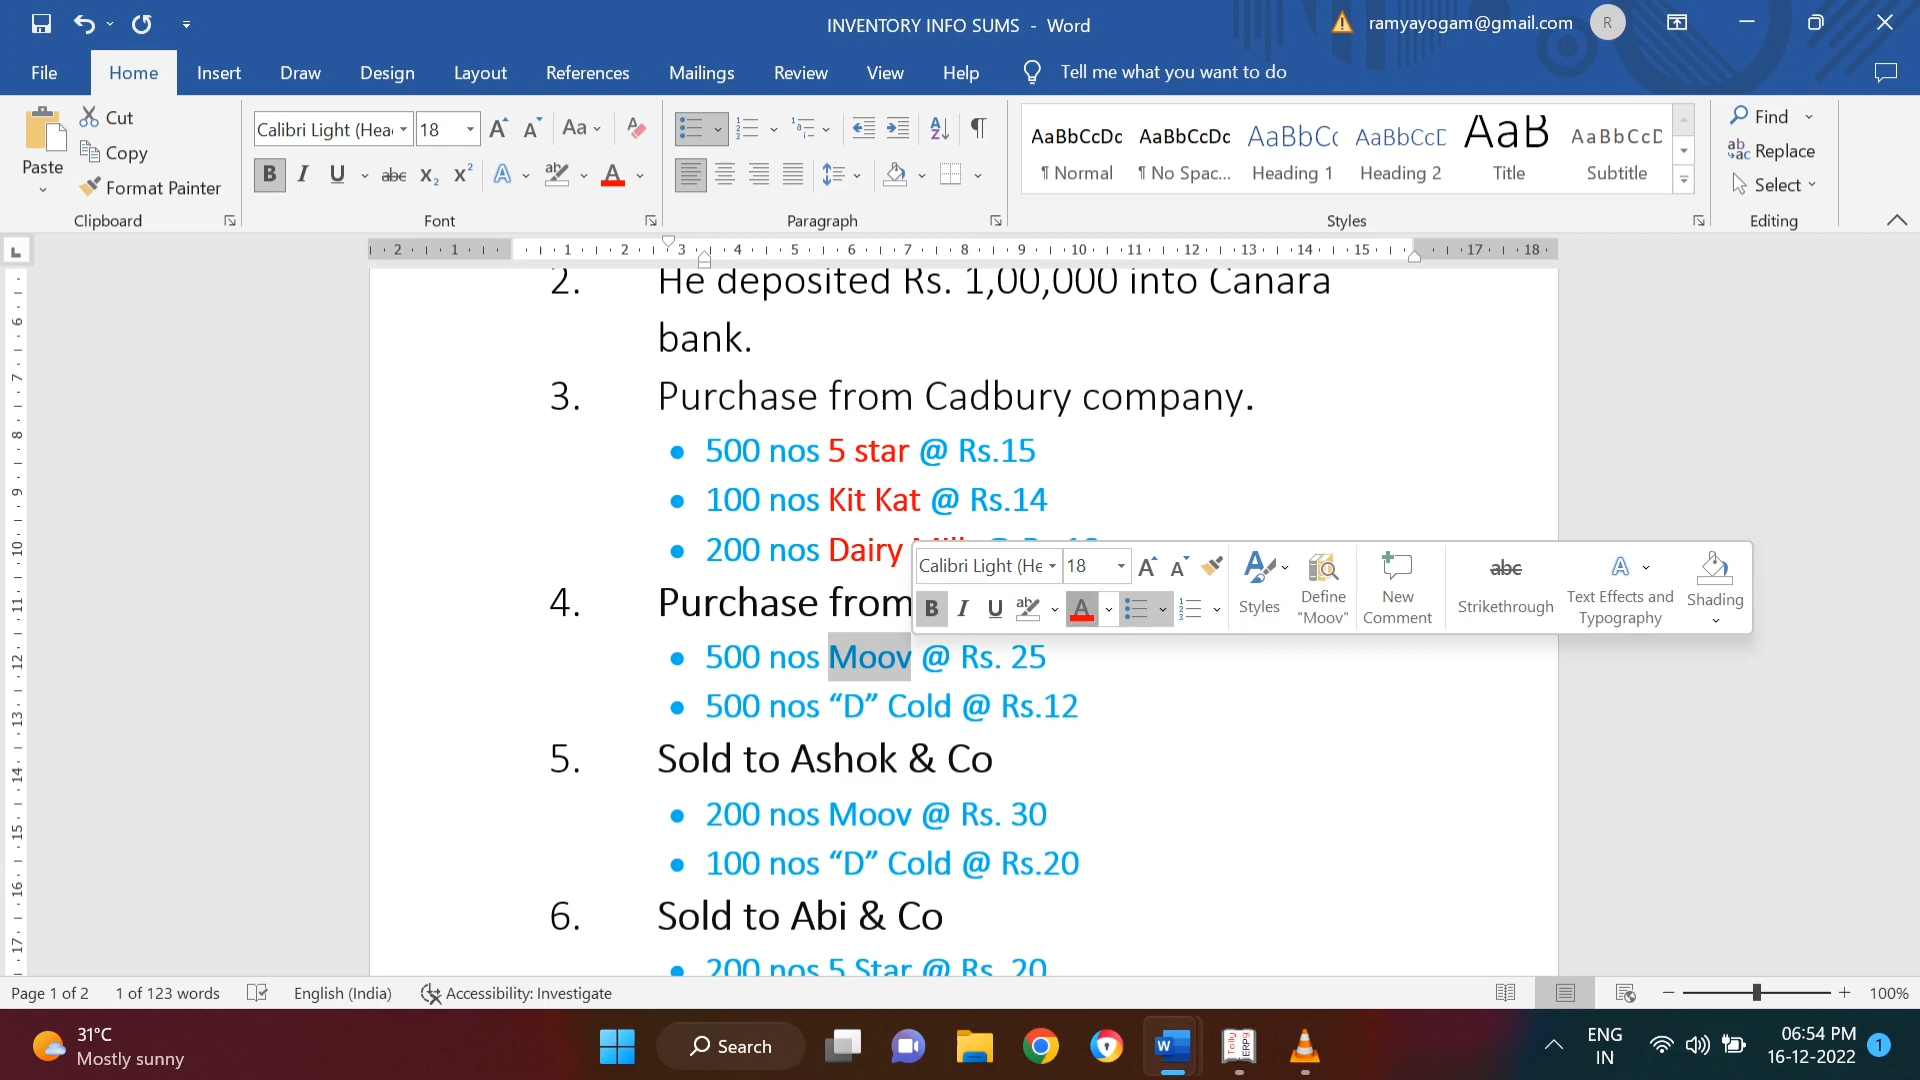 INVENTORY INFO SUMS - Word
ramyayogam@gmail.com
R
File
Home
Insert
Draw
Design
Layout
References
Mailings
Review
View
Help
Tell me what you want to do
Paste
Cut
Copy
Format Painter
Clipboard
Calibri Light (Hea
18
Font
Paragraph
AaBbCcDc
¶ Normal
AaBbCcDc
¶ No Spac...
AaBbCc
Heading 1
AaBbCcD
Heading 2
AaB
Title
AaBbCcD
Subtitle
Styles
Find
Replace
Select
Editing
2. He deposited Rs. 1,00,000 into Canara
bank.
3. Purchase from Cadbury company.
• 500 nos 5 star @ Rs.15
• 100 nos Kit Kat @ Rs.14
• 200 nos Dairy
4. Purchase from
• 500 nos Moov @ Rs. 25
• 500 nos “D” Cold @ Rs.12
5. Sold to Ashok & Co
• 200 nos Moov @ Rs. 30
• 100 nos “D” Cold @ Rs.20
6. Sold to Abi & Co
• 200 nos 5 Star @ Rs. 20
Calibri Light (He
18
Styles
Define "Moov"
New Comment
Strikethrough
Text Effects and Typography
Shading
Page 1 of 2
1 of 123 words
English (India)
Accessibility: Investigate
100%
31°C
Mostly sunny
Search
ENG
IN
06:54 PM
16-12-2022
1